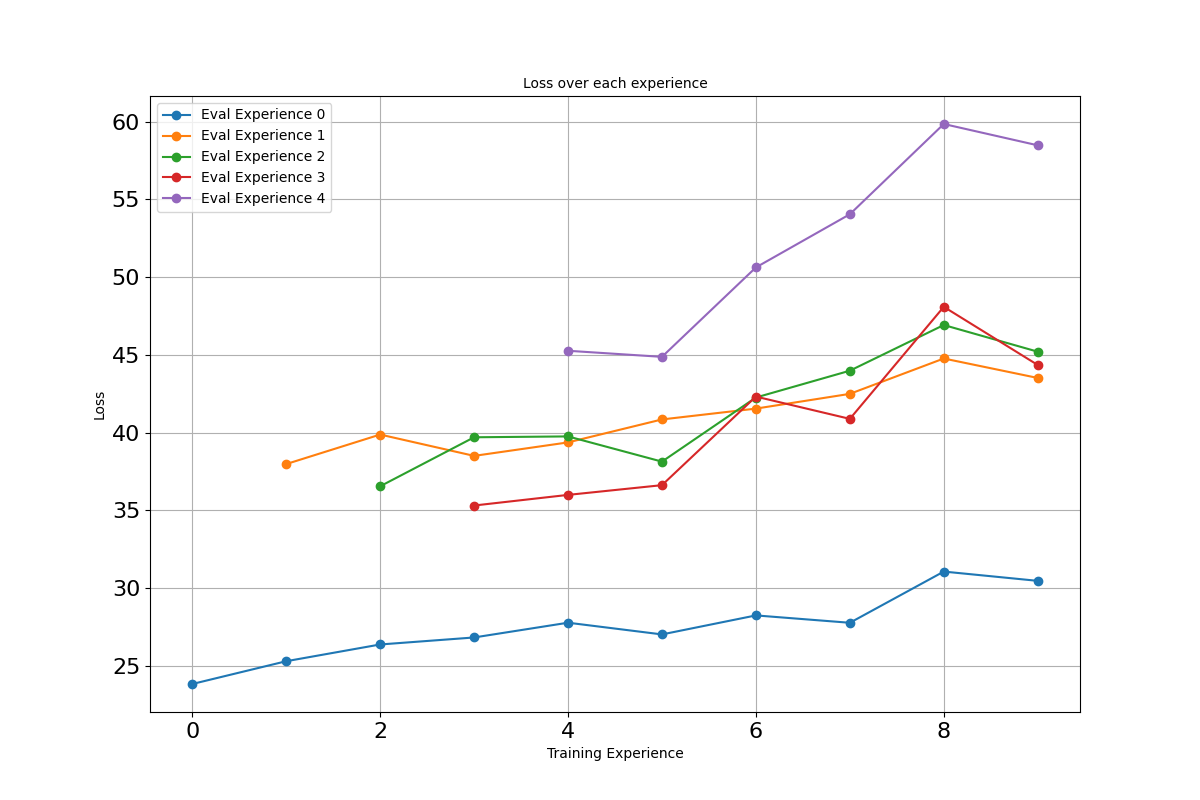 Loss over each experience
Eval Experience 0
Eval Experience 1
Eval Experience 2
Eval Experience 3
Eval Experience 4
60
55
50
45
40
35
30
25
Loss
0 2 4 6 8
Training Experience